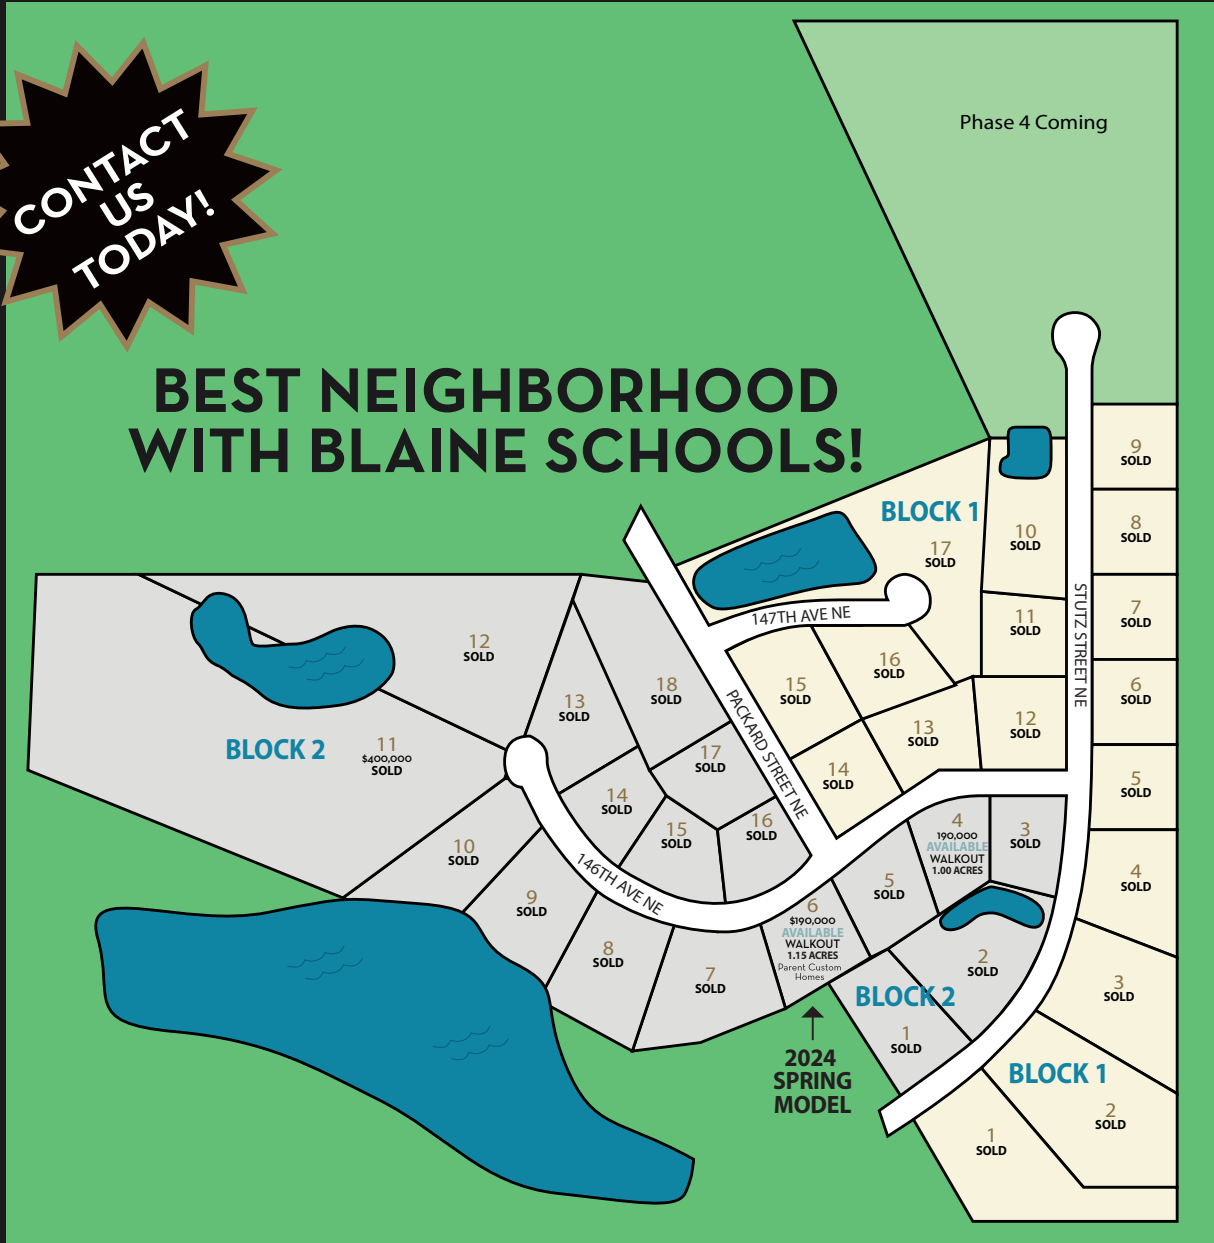 CONTACT
US
TODAY!
Phase 4 Coming
BEST NEIGHBORHOOD
WITH BLAINE SCHOOLS!
BLOCK 1
9
SOLD
8
SOLD
7
SOLD
6
SOLD
5
SOLD
4
SOLD
3
SOLD
2
SOLD
1
SOLD
BLOCK 1
10
SOLD
11
SOLD
12
SOLD
13
SOLD
14
SOLD
15
SOLD
16
SOLD
17
SOLD
147TH AVE NE
STUTZ STREET NE
PACKARD STREET NE
146TH AVE NE
BLOCK 2
12
SOLD
11
$400,000
SOLD
13
SOLD
18
SOLD
17
SOLD
14
SOLD
15
SOLD
16
SOLD
10
SOLD
9
SOLD
8
SOLD
7
SOLD
6
$190,000
AVAILABLE
WALKOUT
1.15 ACRES
Parent Custom
Homes
5
SOLD
4
190,000
AVAILABLE
WALKOUT
1.00 ACRES
3
SOLD
2
SOLD
BLOCK 2
1
SOLD
2024
SPRING
MODEL